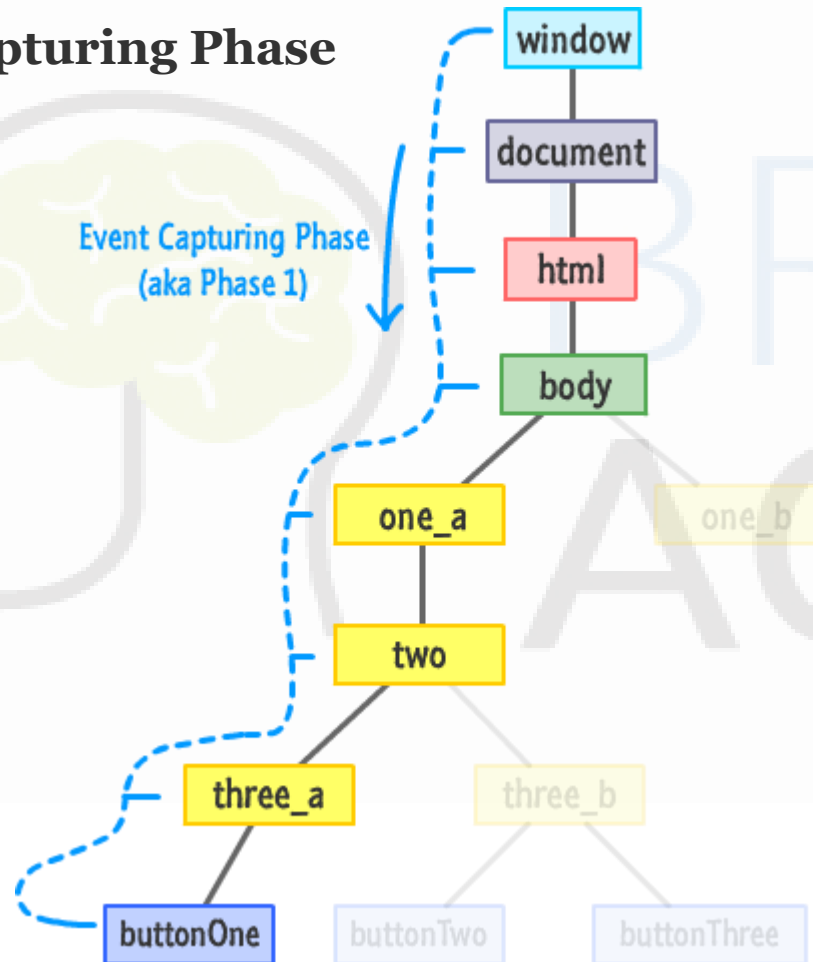 pturing Phase
window
document
Event Capturing Phase
(aka Phase 1)
html
body
one_a
one_b
two
three_a
three_b
buttonOne
buttonTwo
buttonThree